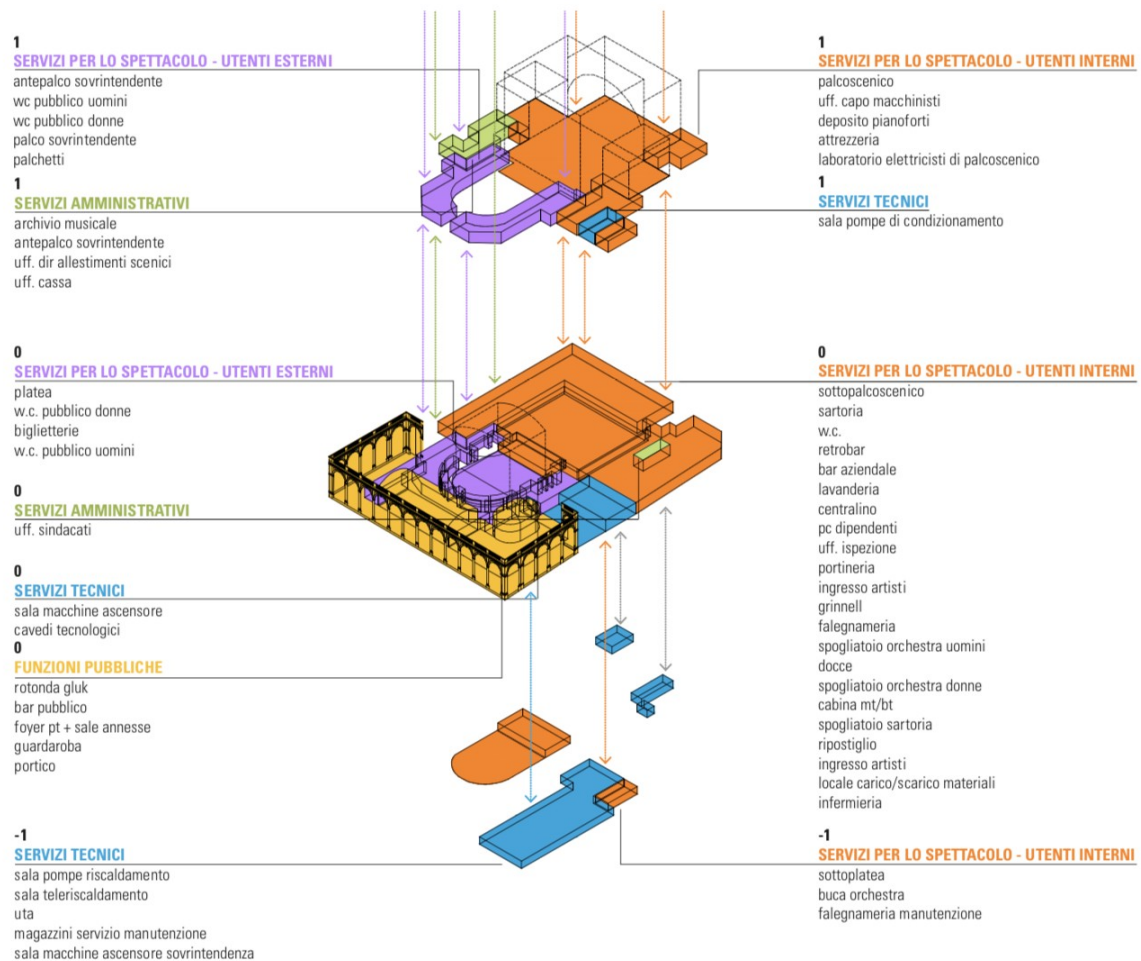 1
SERVIZI PER LO SPETTACOLO - UTENTI ESTERNI
antepalco sovrintendente
wc pubblico uomini
wc pubblico donne
palco sovrintendente
palchetti
1
SERVIZI AMMINISTRATIVI
archivio musicale
antepalco sovrintendente
uff. dir allestimenti scenici
uff. cassa
1
SERVIZI PER LO SPETTACOLO - UTENTI INTERNI
palcoscenico
uff. capo macchinisti
deposito pianoforti
attrezzeria
laboratorio elettricisti di palcoscenico
1
SERVIZI TECNICI
sala pompe di condizionamento
0
SERVIZI PER LO SPETTACOLO - UTENTI ESTERNI
platea
w.c. pubblico donne
biglietterie
w.c. pubblico uomini
0
SERVIZI AMMINISTRATIVI
uff. sindacati
0
SERVIZI TECNICI
sala macchine ascensore
cavedi tecnologici
0
FUNZIONI PUBBLICHE
rotonda gluk
bar pubblico
foyer pt + sale annesse
guardaroba
portico
0
SERVIZI PER LO SPETTACOLO - UTENTI INTERNI
sottopalcoscenico
sartoria
w.c.
retrobar
bar aziendale
lavanderia
centralino
pc dipendenti
uff. ispezione
portineria
ingresso artisti
grinnell
falegnameria
spogliatoio orchestra uomini
docce
spogliatoio orchestra donne
cabina mt/bt
spogliatoio sartoria
ripostiglio
ingresso artisti
locale carico/scarico materiali
infermieria
-1
SERVIZI TECNICI
sala pompe riscaldamento
sala teleriscaldamento
uta
magazzini servizio manutenzione
sala macchine ascensore sovrintendenza
-1
SERVIZI PER LO SPETTACOLO - UTENTI INTERNI
sottoplatea
buca orchestra
falegnameria manutenzione